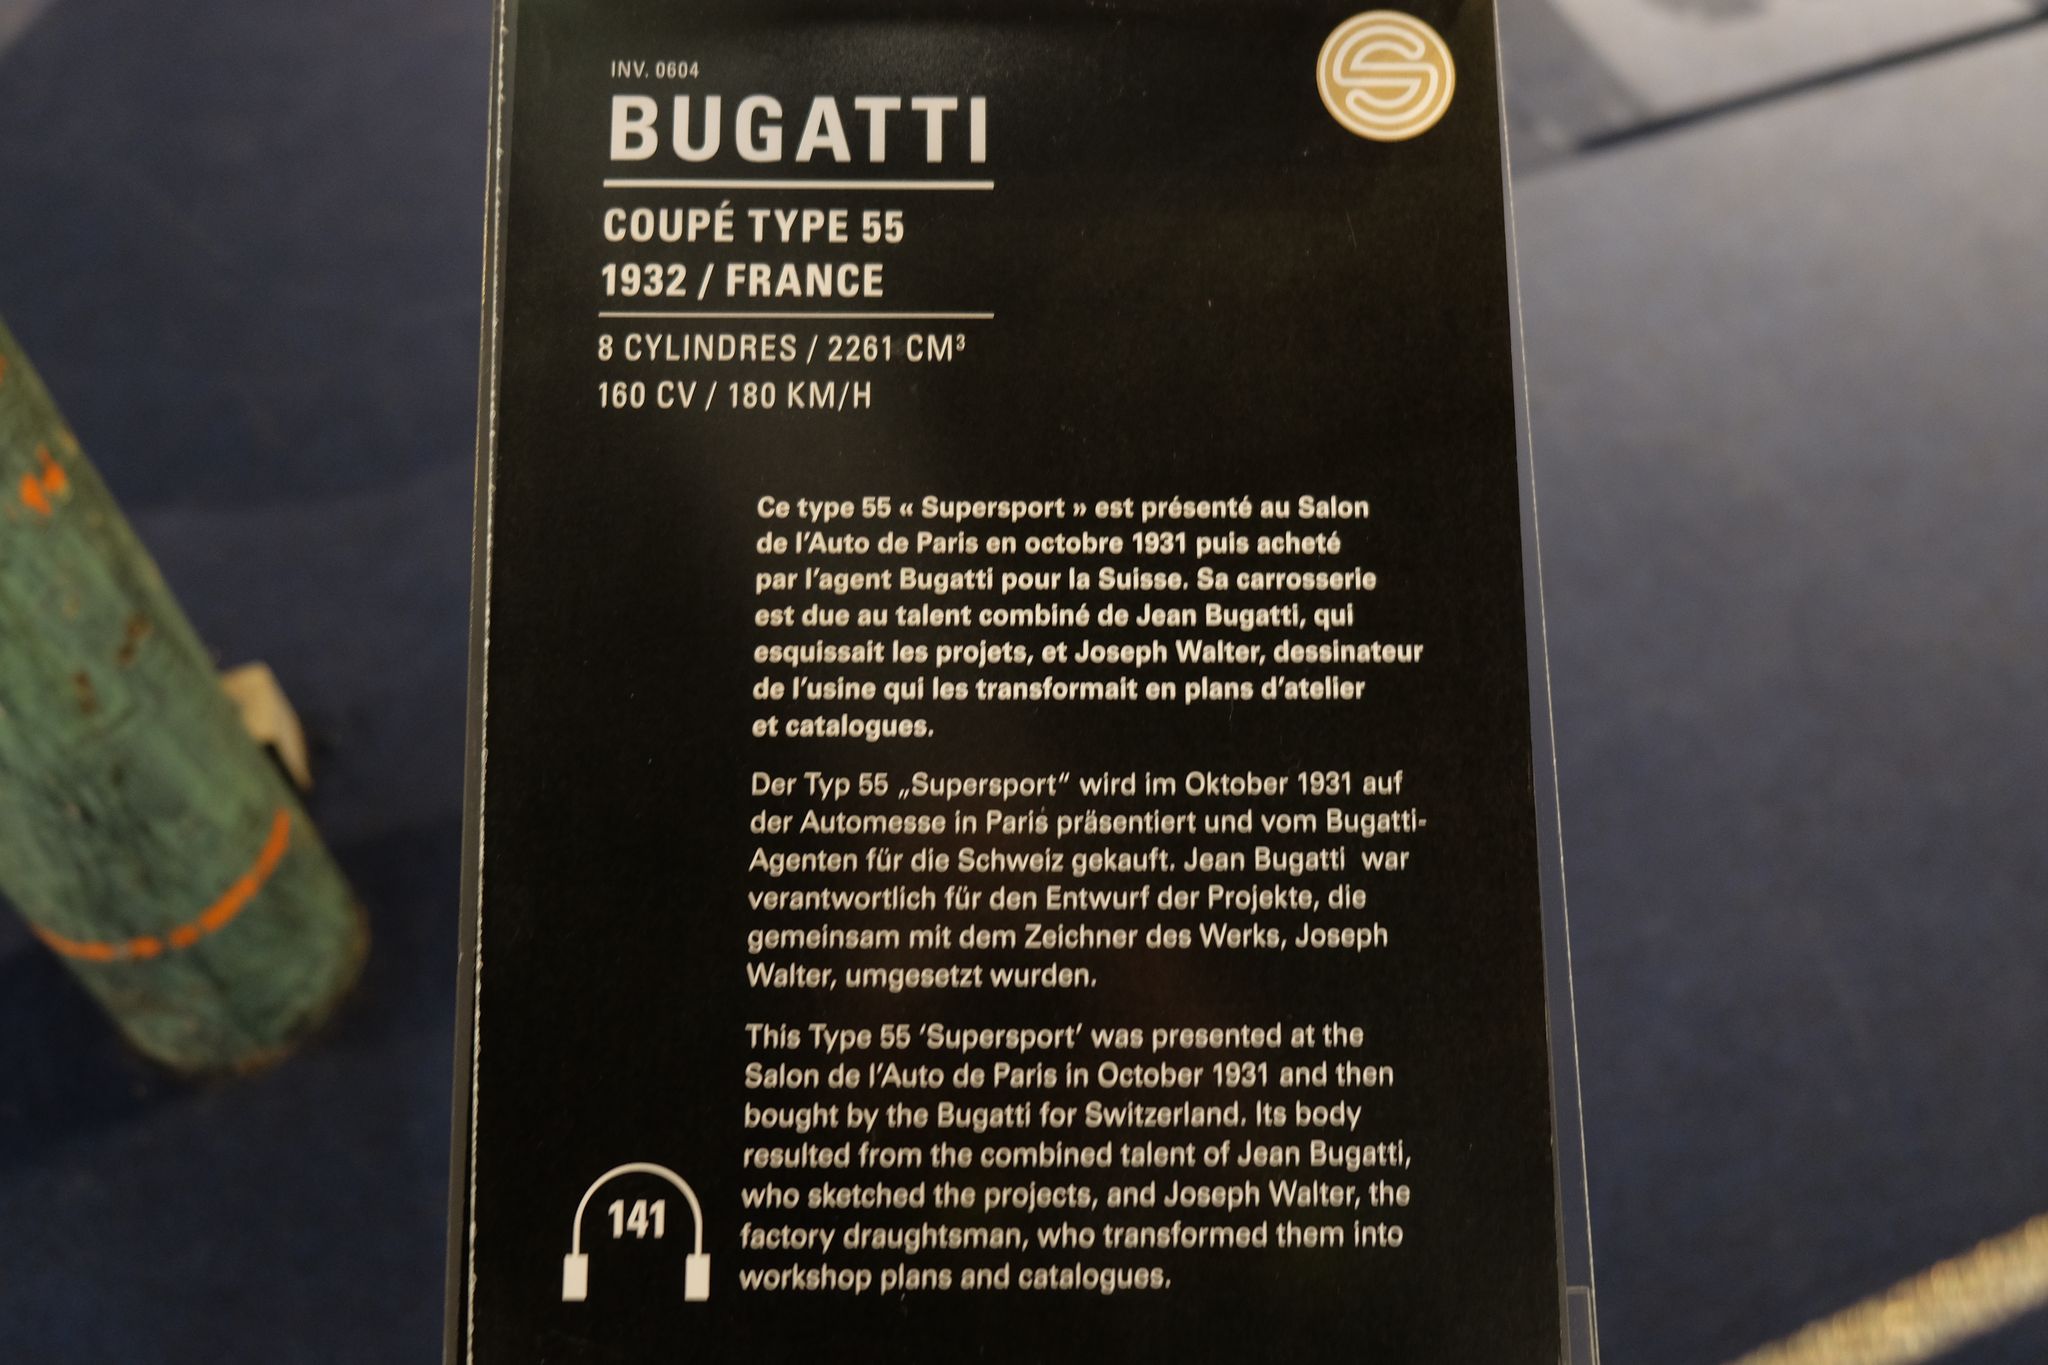 INV. 0604
BUGATTI
COUPÉ TYPE 55
1932 / FRANCE
8 CYLINDRES / 2261 CM³
160 CV / 180 KM/H
Ce type 55 « Supersport » est présenté au Salon
de l'Auto de Paris en octobre 1931 puis acheté
par l'agent Bugatti pour la Suisse. Sa carrosserie
est due au talent combiné de Jean Bugatti, qui
esquissait les projets, et Joseph Walter, dessinateur
de l'usine qui les transformait en plans d'atelier
et catalogues.
Der Typ 55 „Supersport“ wird im Oktober 1931 auf
der Automesse in Paris präsentiert und vom Bugatti-
Agenten für die Schweiz gekauft. Jean Bugatti war
verantwortlich für den Entwurf der Projekte, die
gemeinsam mit dem Zeichner des Werks, Joseph
Walter, umgesetzt wurden.
This Type 55 ‘Supersport’ was presented at the
Salon de l'Auto de Paris in October 1931 and then
bought by the Bugatti for Switzerland. Its body
resulted from the combined talent of Jean Bugatti,
who sketched the projects, and Joseph Walter, the
factory draughtsman, who transformed them into
workshop plans and catalogues.
141